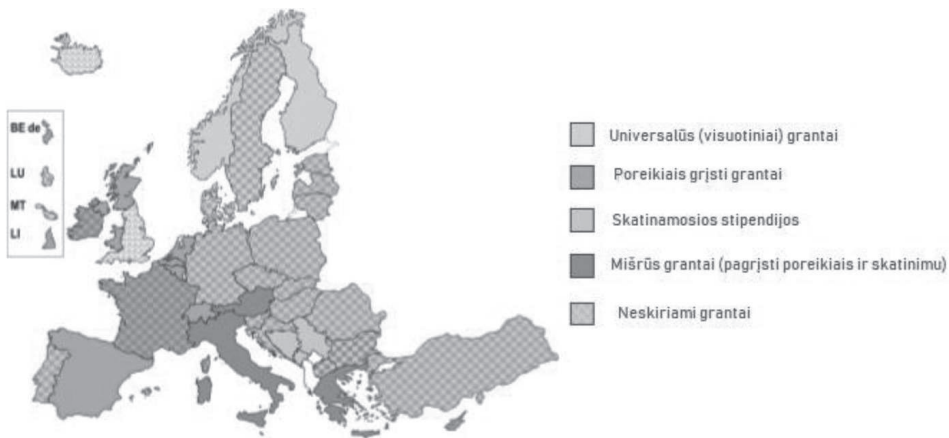 BE de
LU
MT
LI
Universalūs (visuotiniai) grantai
Poreikiais grįsti grantai
Skatinamosios stipendijos
Mišrūs grantai (pagrįsti poreikiais ir skatinimu)
Neskiriami grantai